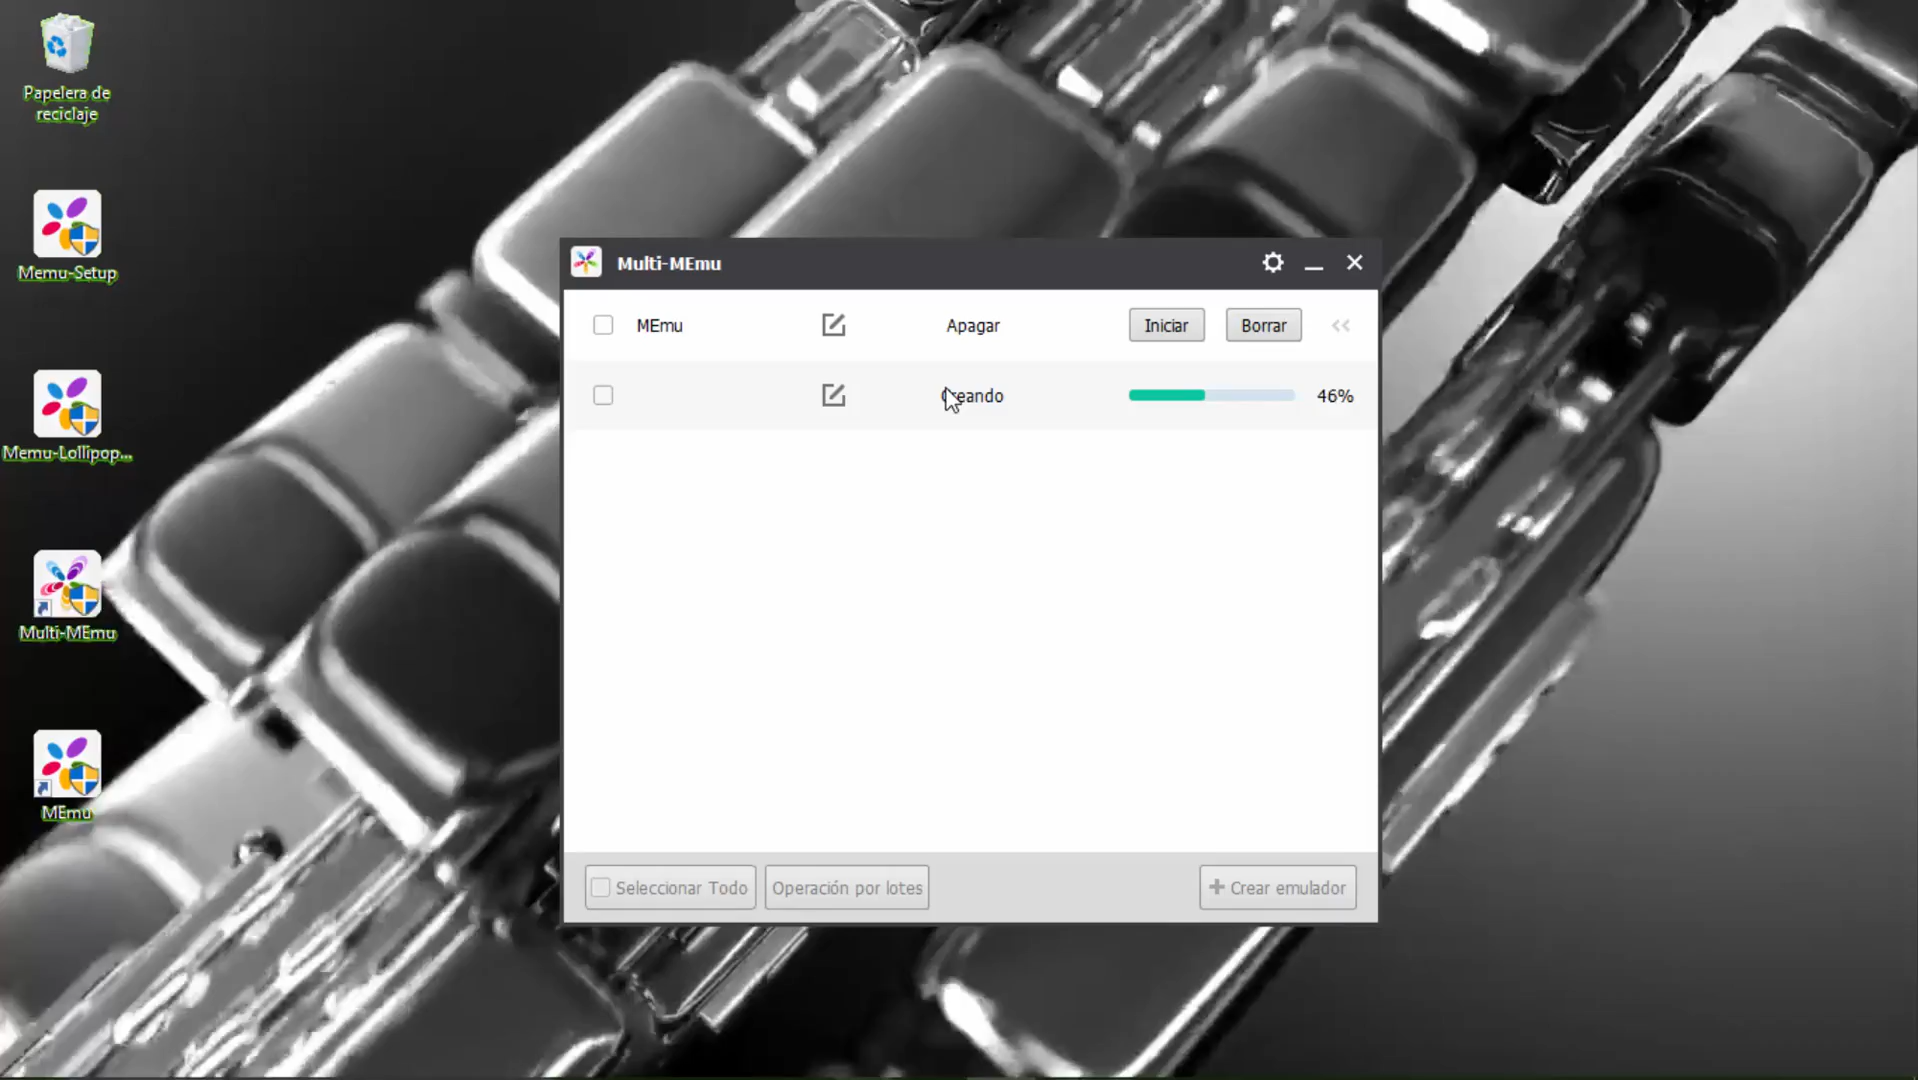 Papelera de
reciclaje
Memu-Setup
Memu-Lollipop...
Multi-MEmu
MEmu
Multi-MEmu
MEmu
Apagar
Iniciar
Borrar
Creando
46%
Seleccionar Todo
Operación por lotes
Crear emulador